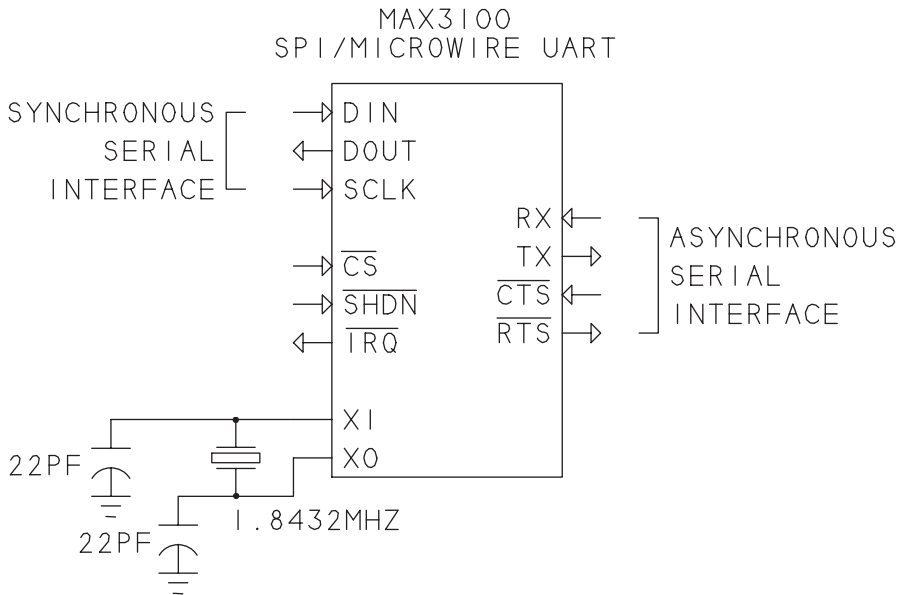 MAX3100
SPI/MICROWIRE UART
SYNCHRONOUS
SERIAL
INTERFACE
DIN
DOUT
SCLK
CS
SHDN
IRQ
XI
XO
RX
TX
CTS
RTS
ASYNCHRONOUS
SERIAL
INTERFACE
22PF
1.8432MHZ
22PF